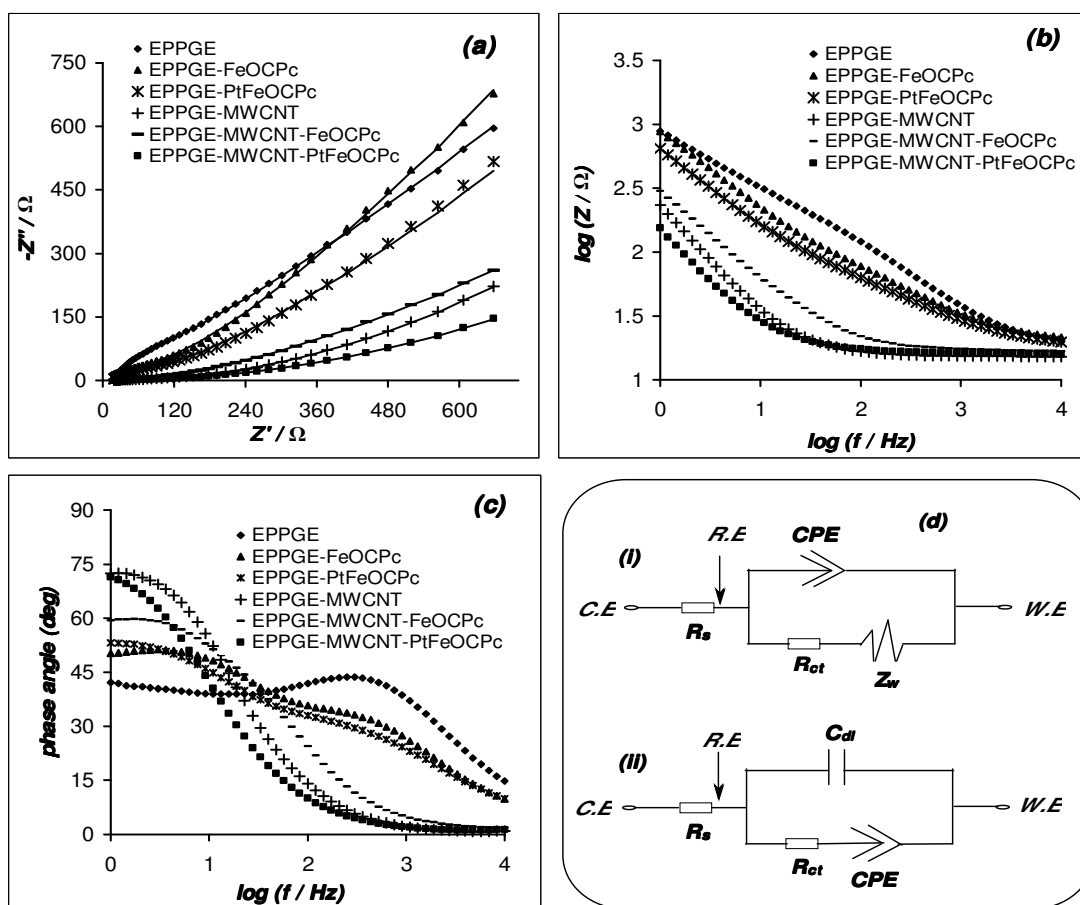 (a)
EPPGE
EPPGE-FeOCPc
EPPGE-PtFeOCPc
EPPGE-MWCNT
EPPGE-MWCNT-FeOCPc
EPPGE-MWCNT-PtFeOCPc
-Z'' / Ω
750
600
450
300
150
0
0 120 240 360 480 600
Z' / Ω
(b)
EPPGE
EPPGE-FeOCPc
EPPGE-PtFeOCPc
EPPGE-MWCNT
EPPGE-MWCNT-FeOCPc
EPPGE-MWCNT-PtFeOCPc
log (Z / Ω)
3.5
3
2.5
2
1.5
1
0 1 2 3 4
log (f / Hz)
(c)
EPPGE
EPPGE-FeOCPc
EPPGE-PtFeOCPc
EPPGE-MWCNT
EPPGE-MWCNT-FeOCPc
EPPGE-MWCNT-PtFeOCPc
phase angle (deg)
90
75
60
45
30
15
0
0 1 2 3 4
log (f / Hz)
(d)
(i)
R.E
CPE
C.E
Rs
Rct
Zw
W.E
(ii)
R.E
Cdl
C.E
Rs
Rct
CPE
W.E